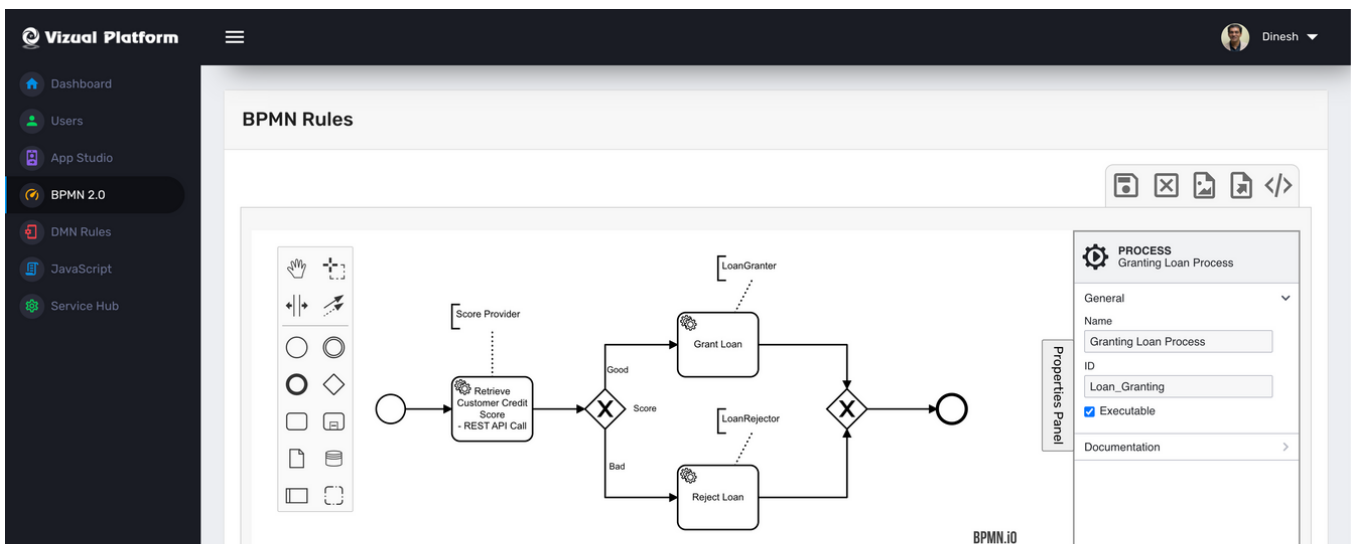 Vizual Platform
Dinesh
Dashboard
Users
App Studio
BPMN 2.0
DMN Rules
JavaScript
Service Hub
BPMN Rules
</>
Score Provider
Retrieve
Customer Credit
Score
- REST API Call
Good
Score
Bad
LoanGranter
Grant Loan
LoanRejector
Reject Loan
BPMN.iO
Properties Panel
PROCESS
Granting Loan Process
General
Name
Granting Loan Process
ID
Loan_Granting
Executable
Documentation